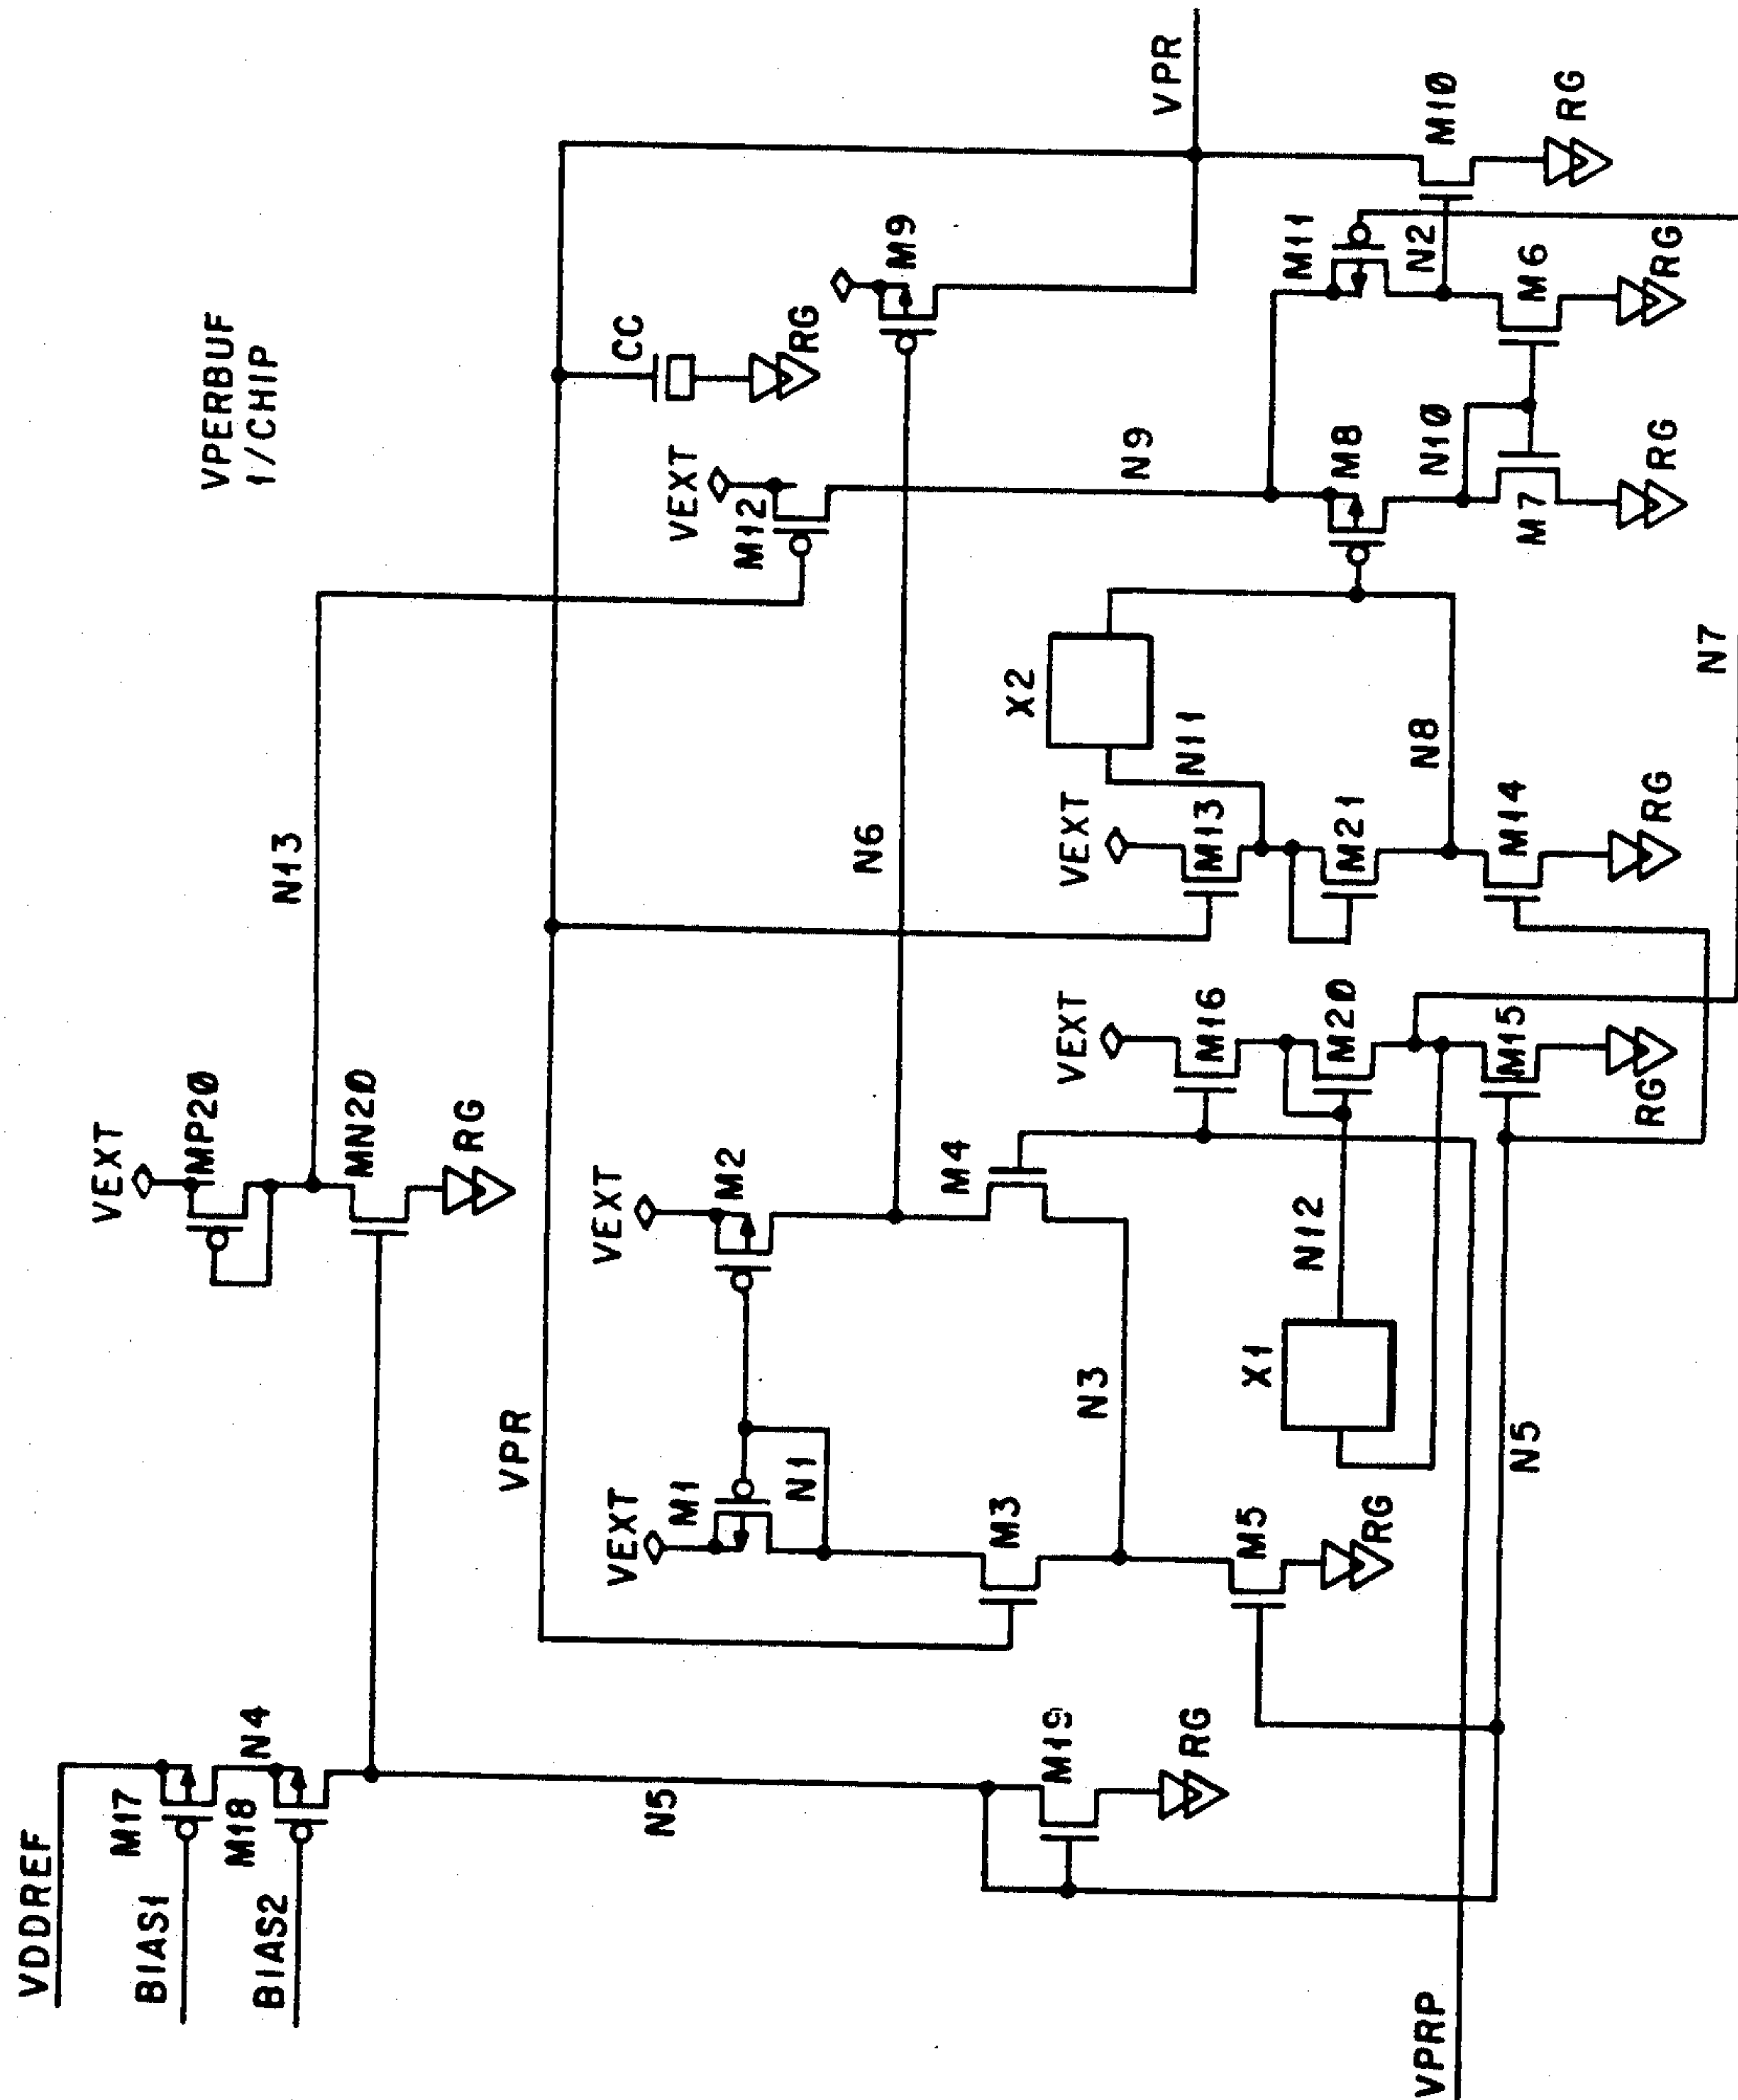 VPERBUF
1/CHIP
VDDREF
BIAS1
M17
N4
BIAS2
M18
N5
M19
RG
VEXT
MP20
N13
MN20
RG
VPR
VEXT
M1
N1
VEXT
M2
M3
N3
M4
M5
RG
N5
VPRP
X1
N12
N6
VEXT
M16
M20
M15
RG
VEXT
M13
N11
M21
N8
M14
RG
X2
VEXT
M12
N9
CC
RG
M9
VPR
M8
N10
M7
RG
M11
N2
M6
RG
M10
RG
N7